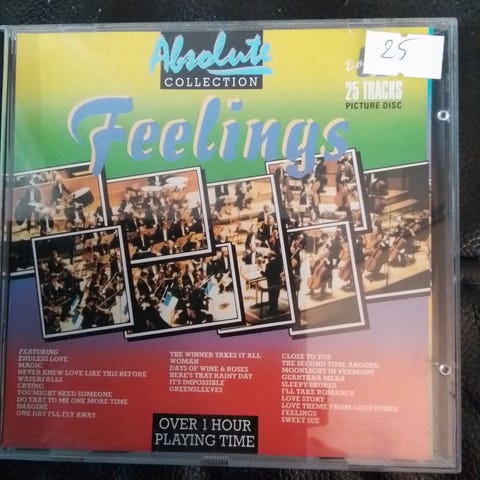 Absolute
COLLECTION
25
25 TRACKS
PICTURE DISC
Feelings
FEATURING
ENDLESS LOVE
MAGIC
NEVER KNEW LOVE LIKE THIS BEFORE
WATERFALLS
CRYING
YOU MIGHT NEED SOMEONE
DO THAT TO ME ONE MORE TIME
IMAGINE
ONE DAY I'LL FLY AWAY
THE WINNER TAKES IT ALL
WOMAN
DAYS OF WINE & ROSES
HERE'S THAT RAINY DAY
IT'S IMPOSSIBLE
GREENSLEEVES
CLOSE TO YOU
THE SECOND TIME AROUND
MOONLIGHT IN VERMONT
GUANTANA MERA
SLEEPY SHORES
I'LL TAKE ROMANCE
LOVE STORY
LOVE THEME FROM GODFATHER
FEELINGS
SWEET SUE
OVER 1 HOUR
PLAYING TIME